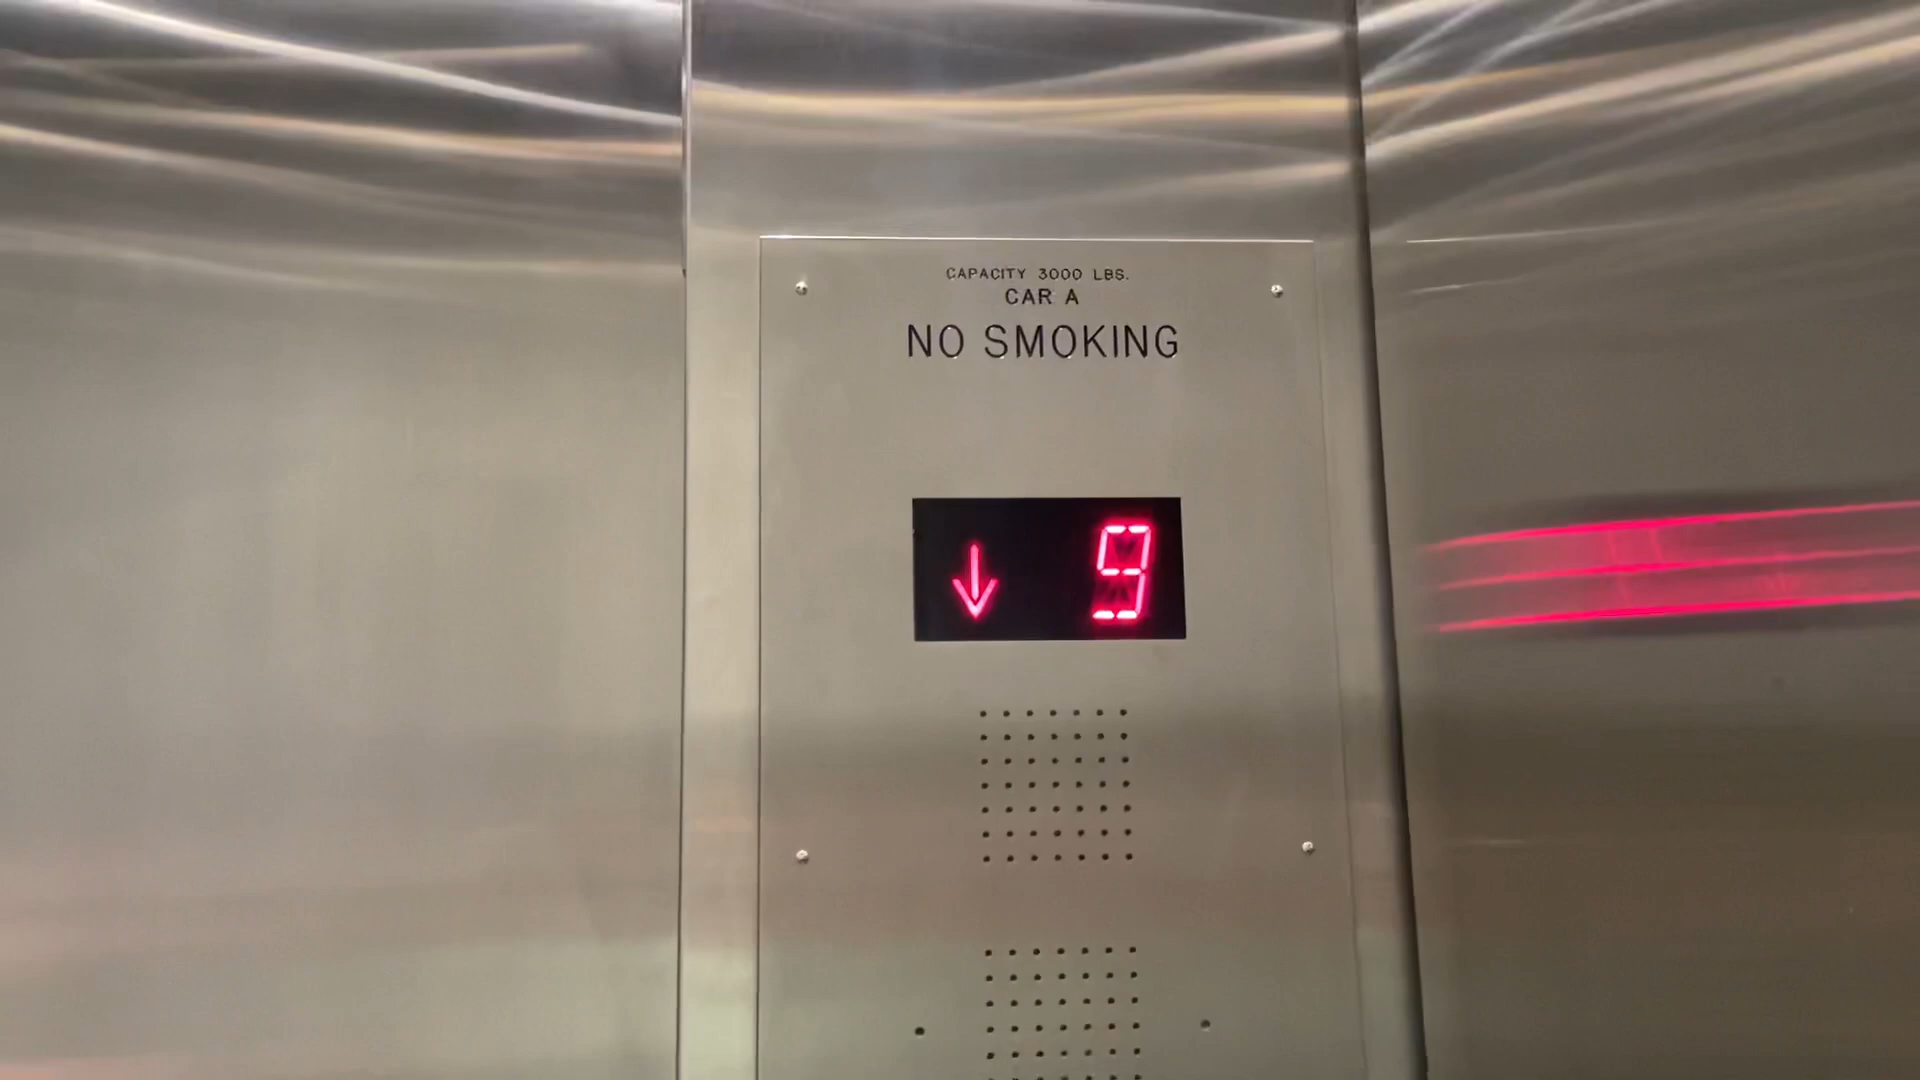 CAPACITY 3000 LBS.
CAR A
NO SMOKING
↓ 9